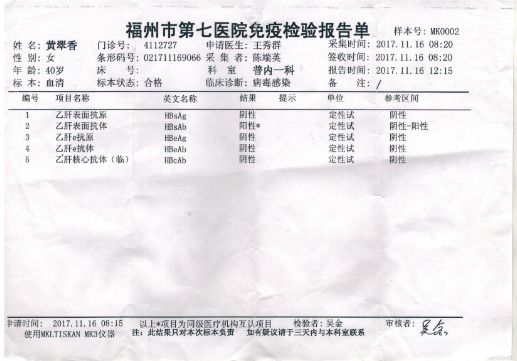 福州市第七医院免疫检验报告单
样本号: MK0002
姓 名: 黄翠香 门诊号: 4112727 申请医生: 王秀群 采集时间: 2017.11.16 08:20
性 别: 女 条形码号: 021711169066 采 集 者: 陈端英 签收时间: 2017.11.16 08:20
年 龄: 40岁 床 号: 科 室 普内一科 报告时间: 2017.11.16 12:15
标 本: 血清 标本状态: 合格 临床诊断: 病毒感染 备 注: /
编号 项目名称 英文名称 结果 提示 单位 参考区间
1 乙肝表面抗原 HBsAg 阴性 定性试 阴性
2 乙肝表面抗体 HBsAb 阳性* 定性试 阴性-阳性
3 乙肝e抗原 HBeAg 阴性 定性试 阴性
4 乙肝e抗体 HBeAb 阴性 定性试 阴性
5 乙肝核心抗体（临） HBcAb 阴性 定性试 阴性
申请时间: 2017.11.16 08:15 以上*项目为同级医疗机构互认项目 检验者: 吴金 审核者:
使用MKLTISKAN MK3仪器 注: 此结果只对本次标本负责 如有疑议请于三天内与本科室联系